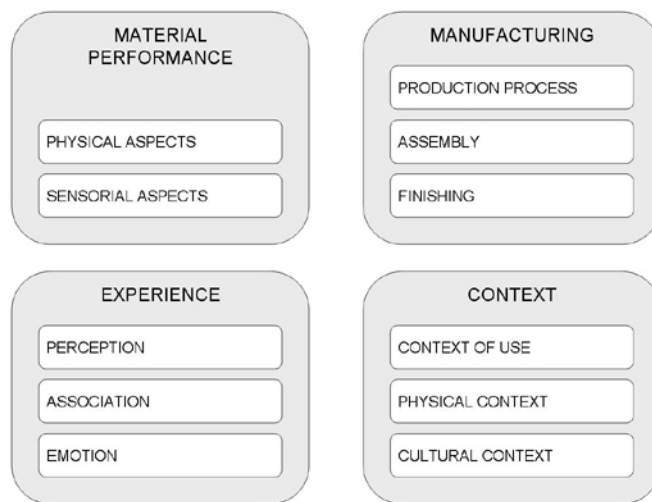 MATERIAL
PERFORMANCE
PHYSICAL ASPECTS
SENSORIAL ASPECTS
MANUFACTURING
PRODUCTION PROCESS
ASSEMBLY
FINISHING
EXPERIENCE
PERCEPTION
ASSOCIATION
EMOTION
CONTEXT
CONTEXT OF USE
PHYSICAL CONTEXT
CULTURAL CONTEXT